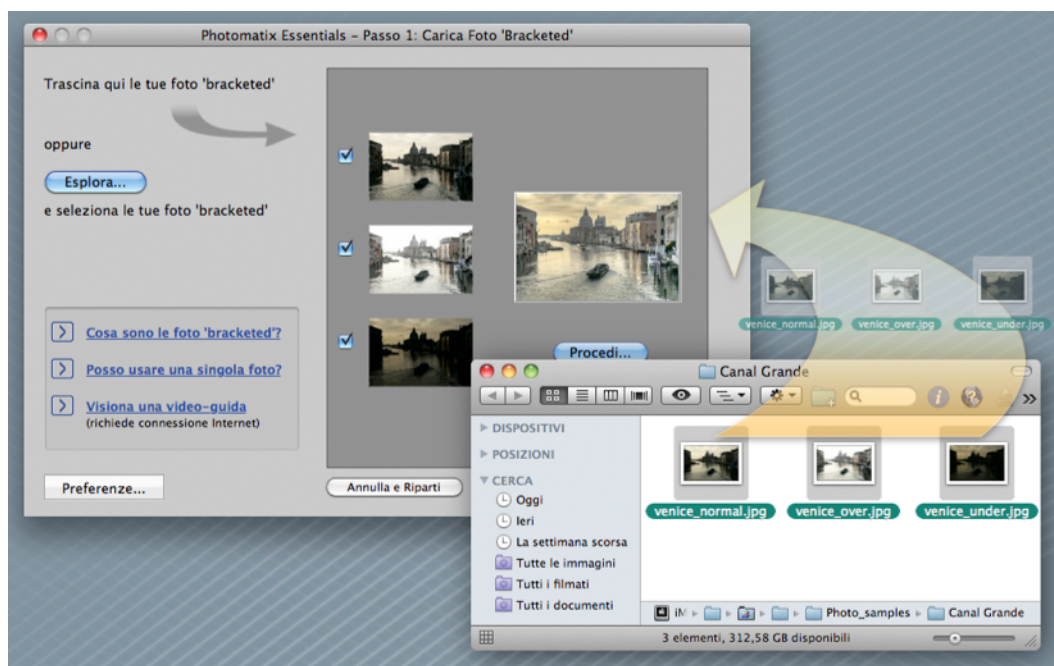 Photomatix Essentials – Passo 1: Carica Foto 'Bracketed'
Trascina qui le tue foto 'bracketed'
oppure
Esplora...
e seleziona le tue foto 'bracketed'
Cosa sono le foto 'bracketed'?
Posso usare una singola foto?
Visiona una video-guida
(richiede connessione Internet)
Preferenze...
Annulla e Riparti
Procedi...
venice_normal.jpg
venice_over.jpg
venice_under.jpg
Canal Grande
DISPOSITIVI
POSIZIONI
CERCA
Oggi
Ieri
La settimana scorsa
Tutte le immagini
Tutti i filmati
Tutti i documenti
venice_normal.jpg
venice_over.jpg
venice_under.jpg
iM
Photo_samples
Canal Grande
3 elementi, 312,58 GB disponibili